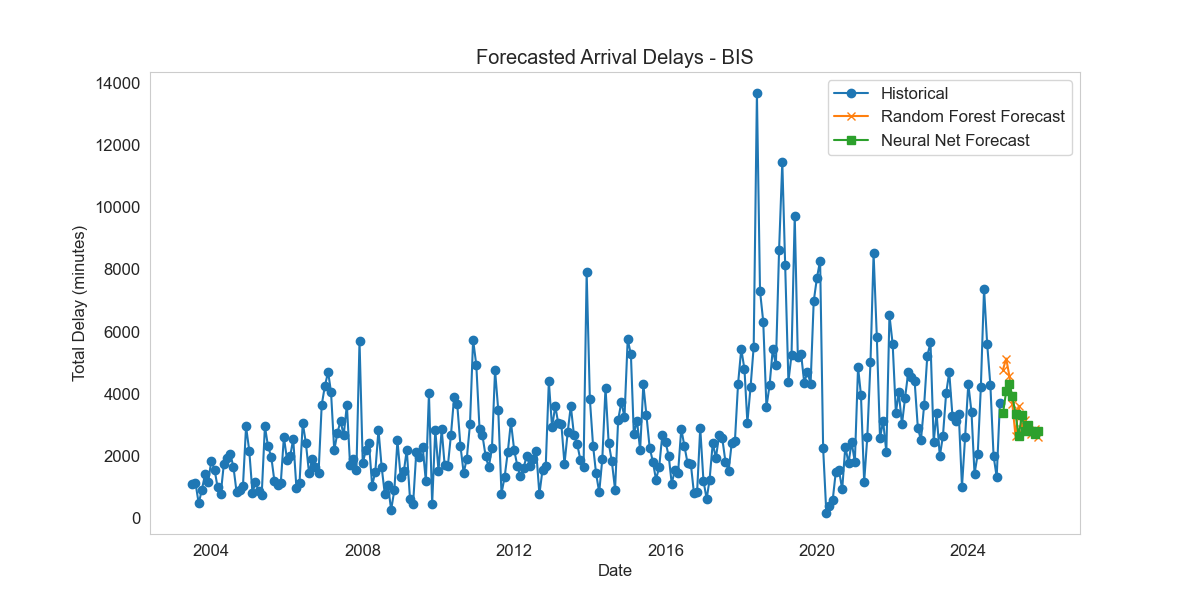 Forecasted Arrival Delays - BIS
Historical
Random Forest Forecast
Neural Net Forecast
Total Delay (minutes)
14000
12000
10000
8000
6000
4000
2000
0
2004
2008
2012
2016
2020
2024
Date